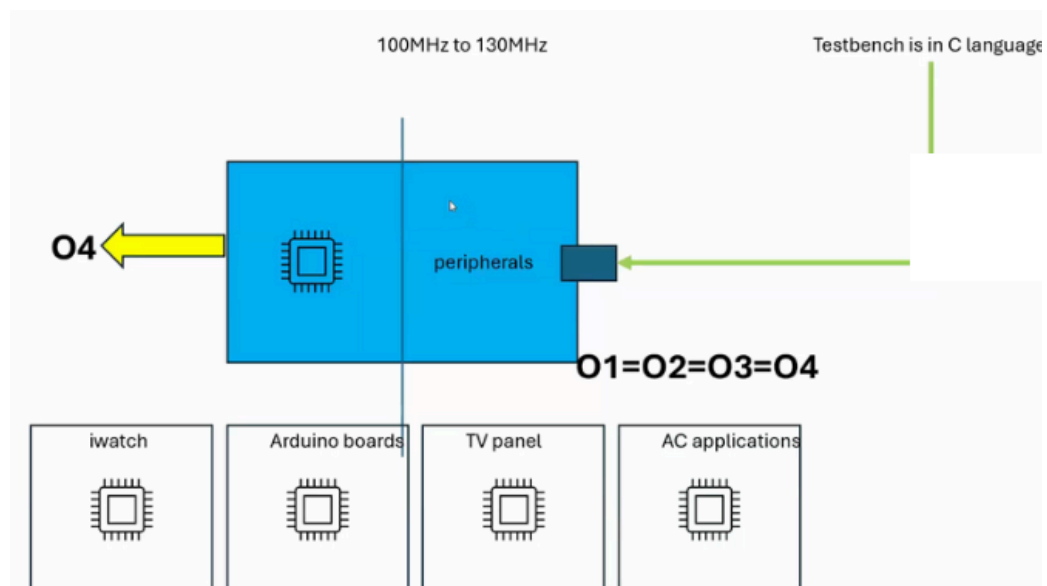 100MHz to 130MHz
Testbench is in C language
O4
peripherals
O1=O2=O3=O4
iwatch
Arduino boards
TV panel
AC applications